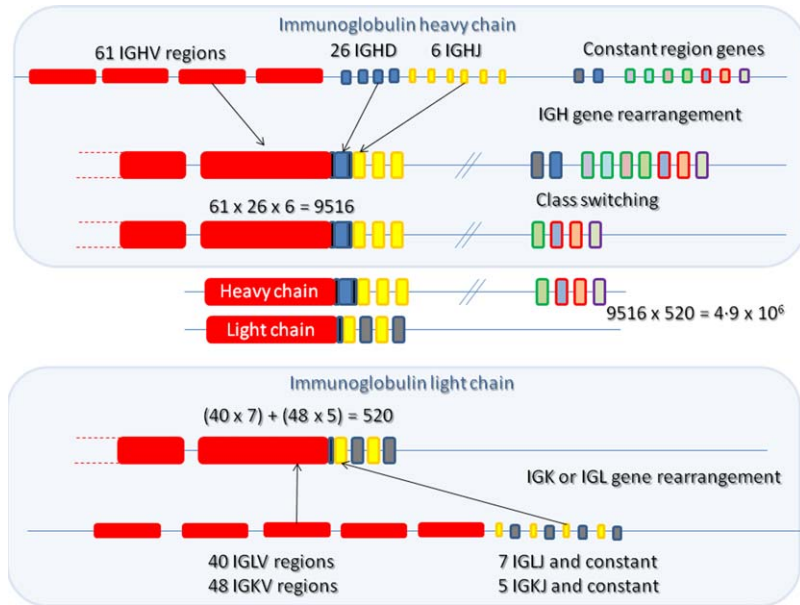 Immunoglobulin heavy chain
61 IGHV regions
26 IGHD
6 IGHJ
Constant region genes
IGH gene rearrangement
61 x 26 x 6 = 9516
Class switching
Heavy chain
9516 x 520 = 4·9 x 10⁶
Light chain
Immunoglobulin light chain
(40 x 7) + (48 x 5) = 520
IGK or IGL gene rearrangement
40 IGLV regions
7 IGLJ and constant
48 IGKV regions
5 IGKJ and constant